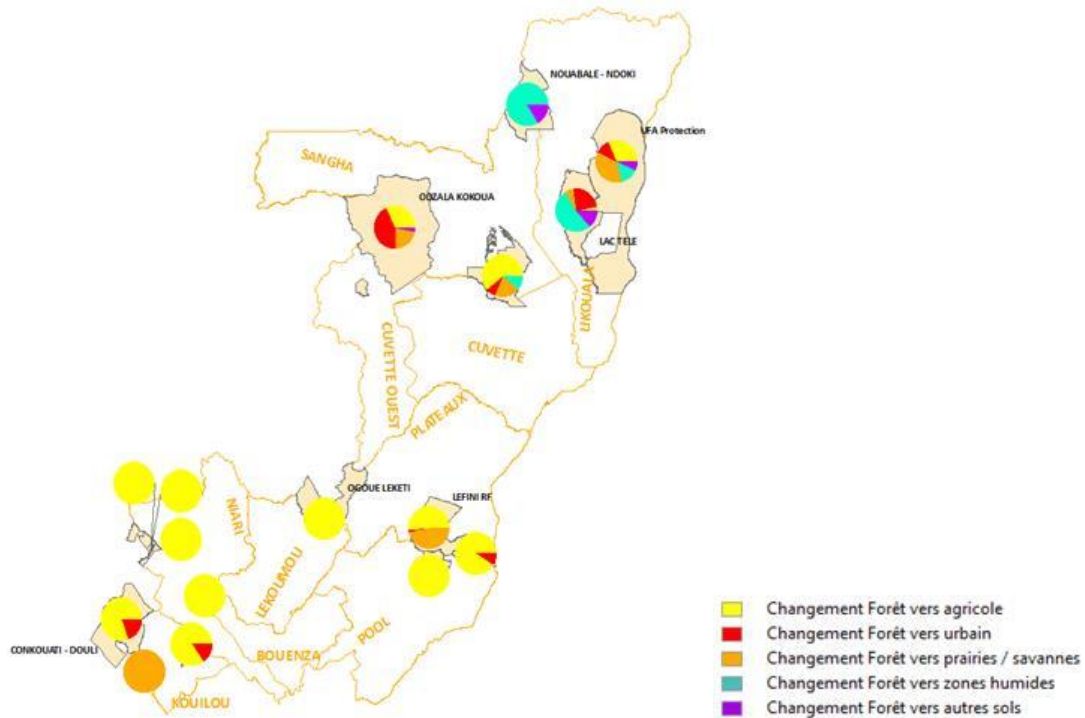 NOUABALE - NDOKI
UFA Protection
SANGHA
ODZALA KOKOUA
LAC TELE
LIKOUALA
CUVETTE OUEST
CUVETTE
PLATEAUX
OGOUE LEKETI
LEFINI RF
NIARI
LEKOUMOU
POOL
BOUENZA
CONKOUATI - DOULI
KOUILOU
Changement Forêt vers agricole
Changement Forêt vers urbain
Changement Forêt vers prairies / savannes
Changement Forêt vers zones humides
Changement Forêt vers autres sols